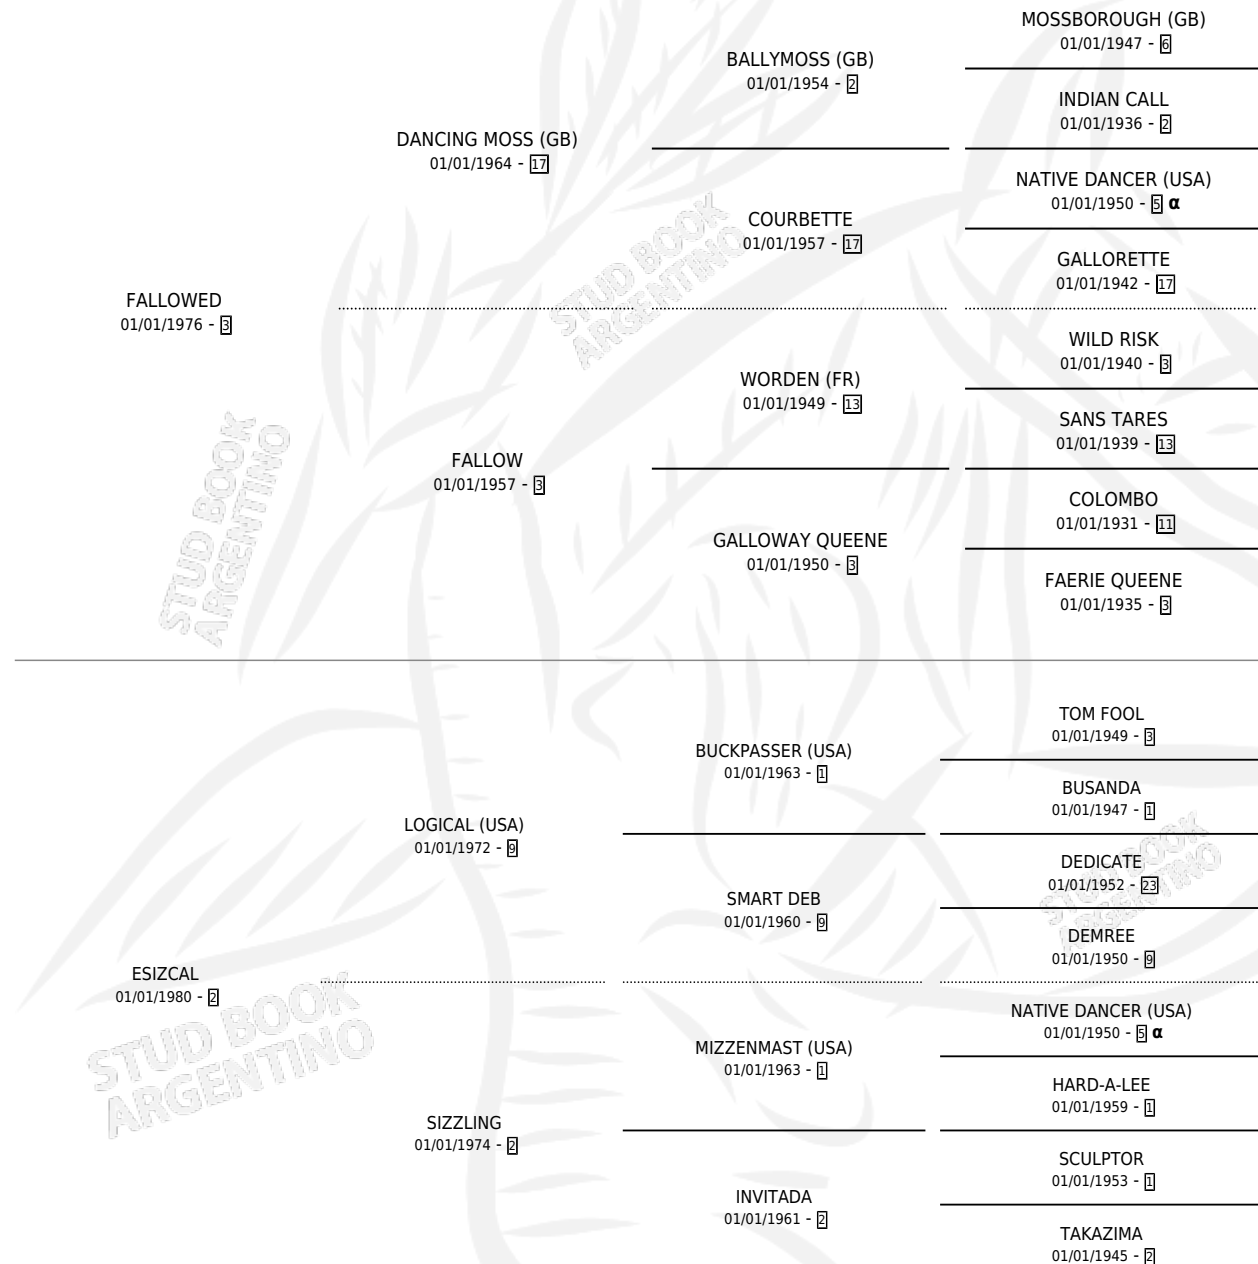 MOSSBOROUGH (GB)
01/01/1947 - 6
BALLYMOSS (GB)
01/01/1954 - 2
INDIAN CALL
01/01/1936 - 2
DANCING MOSS (GB)
01/01/1964 - 17
NATIVE DANCER (USA)
01/01/1950 - 5 α
COURBETTE
01/01/1957 - 17
GALLORETTE
01/01/1942 - 17
FALLOWED
01/01/1976 - 3
WILD RISK
01/01/1940 - 3
WORDEN (FR)
01/01/1949 - 13
SANS TARES
01/01/1939 - 13
FALLOW
01/01/1957 - 3
COLOMBO
01/01/1931 - 11
GALLOWAY QUEENE
01/01/1950 - 3
FAERIE QUEENE
01/01/1935 - 3
STUD BOOK
ARGENTINO
STUD BOOK
ARGENTINO
TOM FOOL
01/01/1949 - 3
BUCKPASSER (USA)
01/01/1963 - 1
BUSANDA
01/01/1947 - 1
LOGICAL (USA)
01/01/1972 - 9
DEDICATE
01/01/1952 - 23
SMART DEB
01/01/1960 - 9
DEMREE
01/01/1950 - 9
ESIZCAL
01/01/1980 - 2
NATIVE DANCER (USA)
01/01/1950 - 5 α
MIZZENMAST (USA)
01/01/1963 - 1
HARD-A-LEE
01/01/1959 - 1
SIZZLING
01/01/1974 - 2
SCULPTOR
01/01/1953 - 1
INVITADA
01/01/1961 - 2
TAKAZIMA
01/01/1945 - 2
STUD BOOK
ARGENTINO
STUD BOOK
ARGENTINO